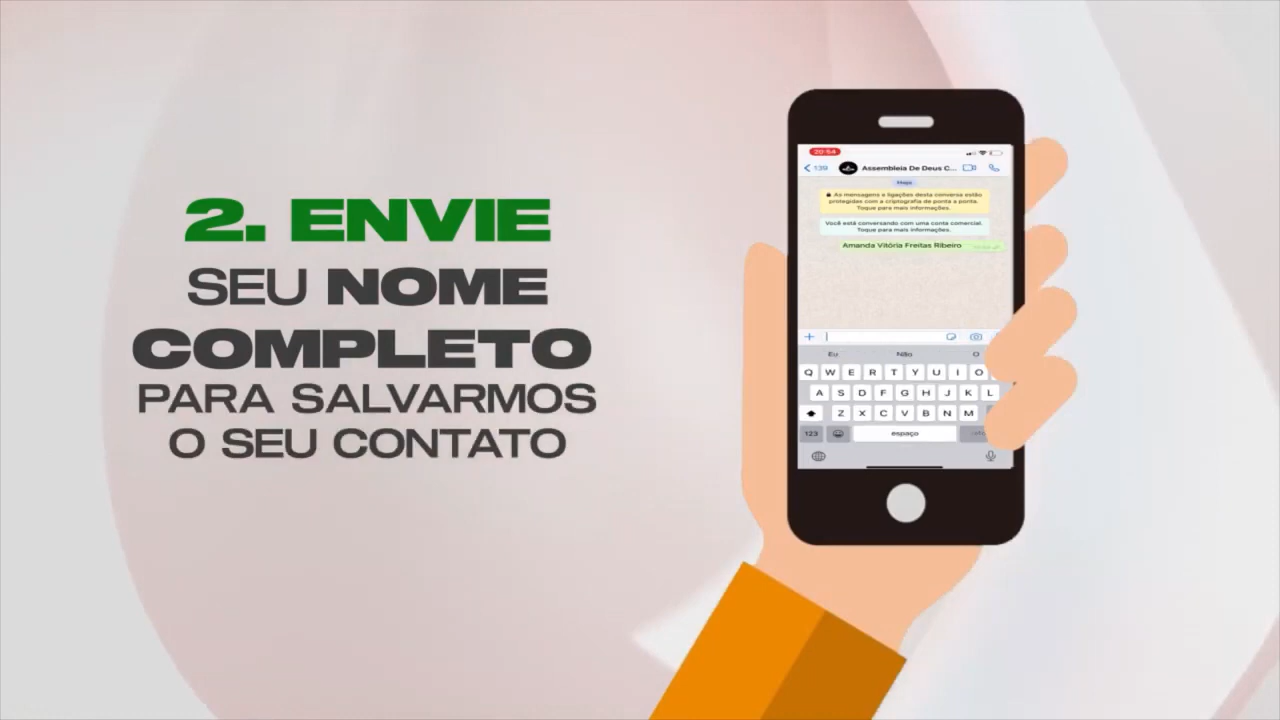 2. ENVIE
SEU NOME
COMPLETO
PARA SALVARMOS
O SEU CONTATO
20:54
139 Assembleia De Deus C...
Hoje
As mensagens e ligações desta conversa estão
protegidas com a criptografia de ponta a ponta.
Toque para mais informações.
Você está conversando com uma conta comercial.
Toque para mais informações.
Amanda Vitória Freitas Ribeiro
Eu Não O
Q W E R T Y U I O
A S D F G H J K L
Z X C V B N M
123 espaço